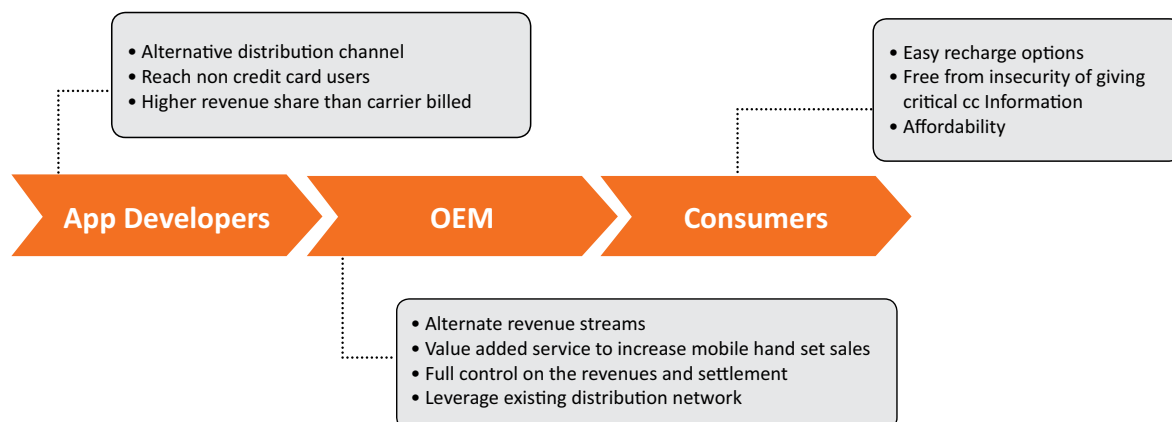 • Alternative distribution channel
• Reach non credit card users
• Higher revenue share than carrier billed
• Easy recharge options
• Free from insecurity of giving
critical cc Information
• Affordability
App Developers
OEM
Consumers
• Alternate revenue streams
• Value added service to increase mobile hand set sales
• Full control on the revenues and settlement
• Leverage existing distribution network